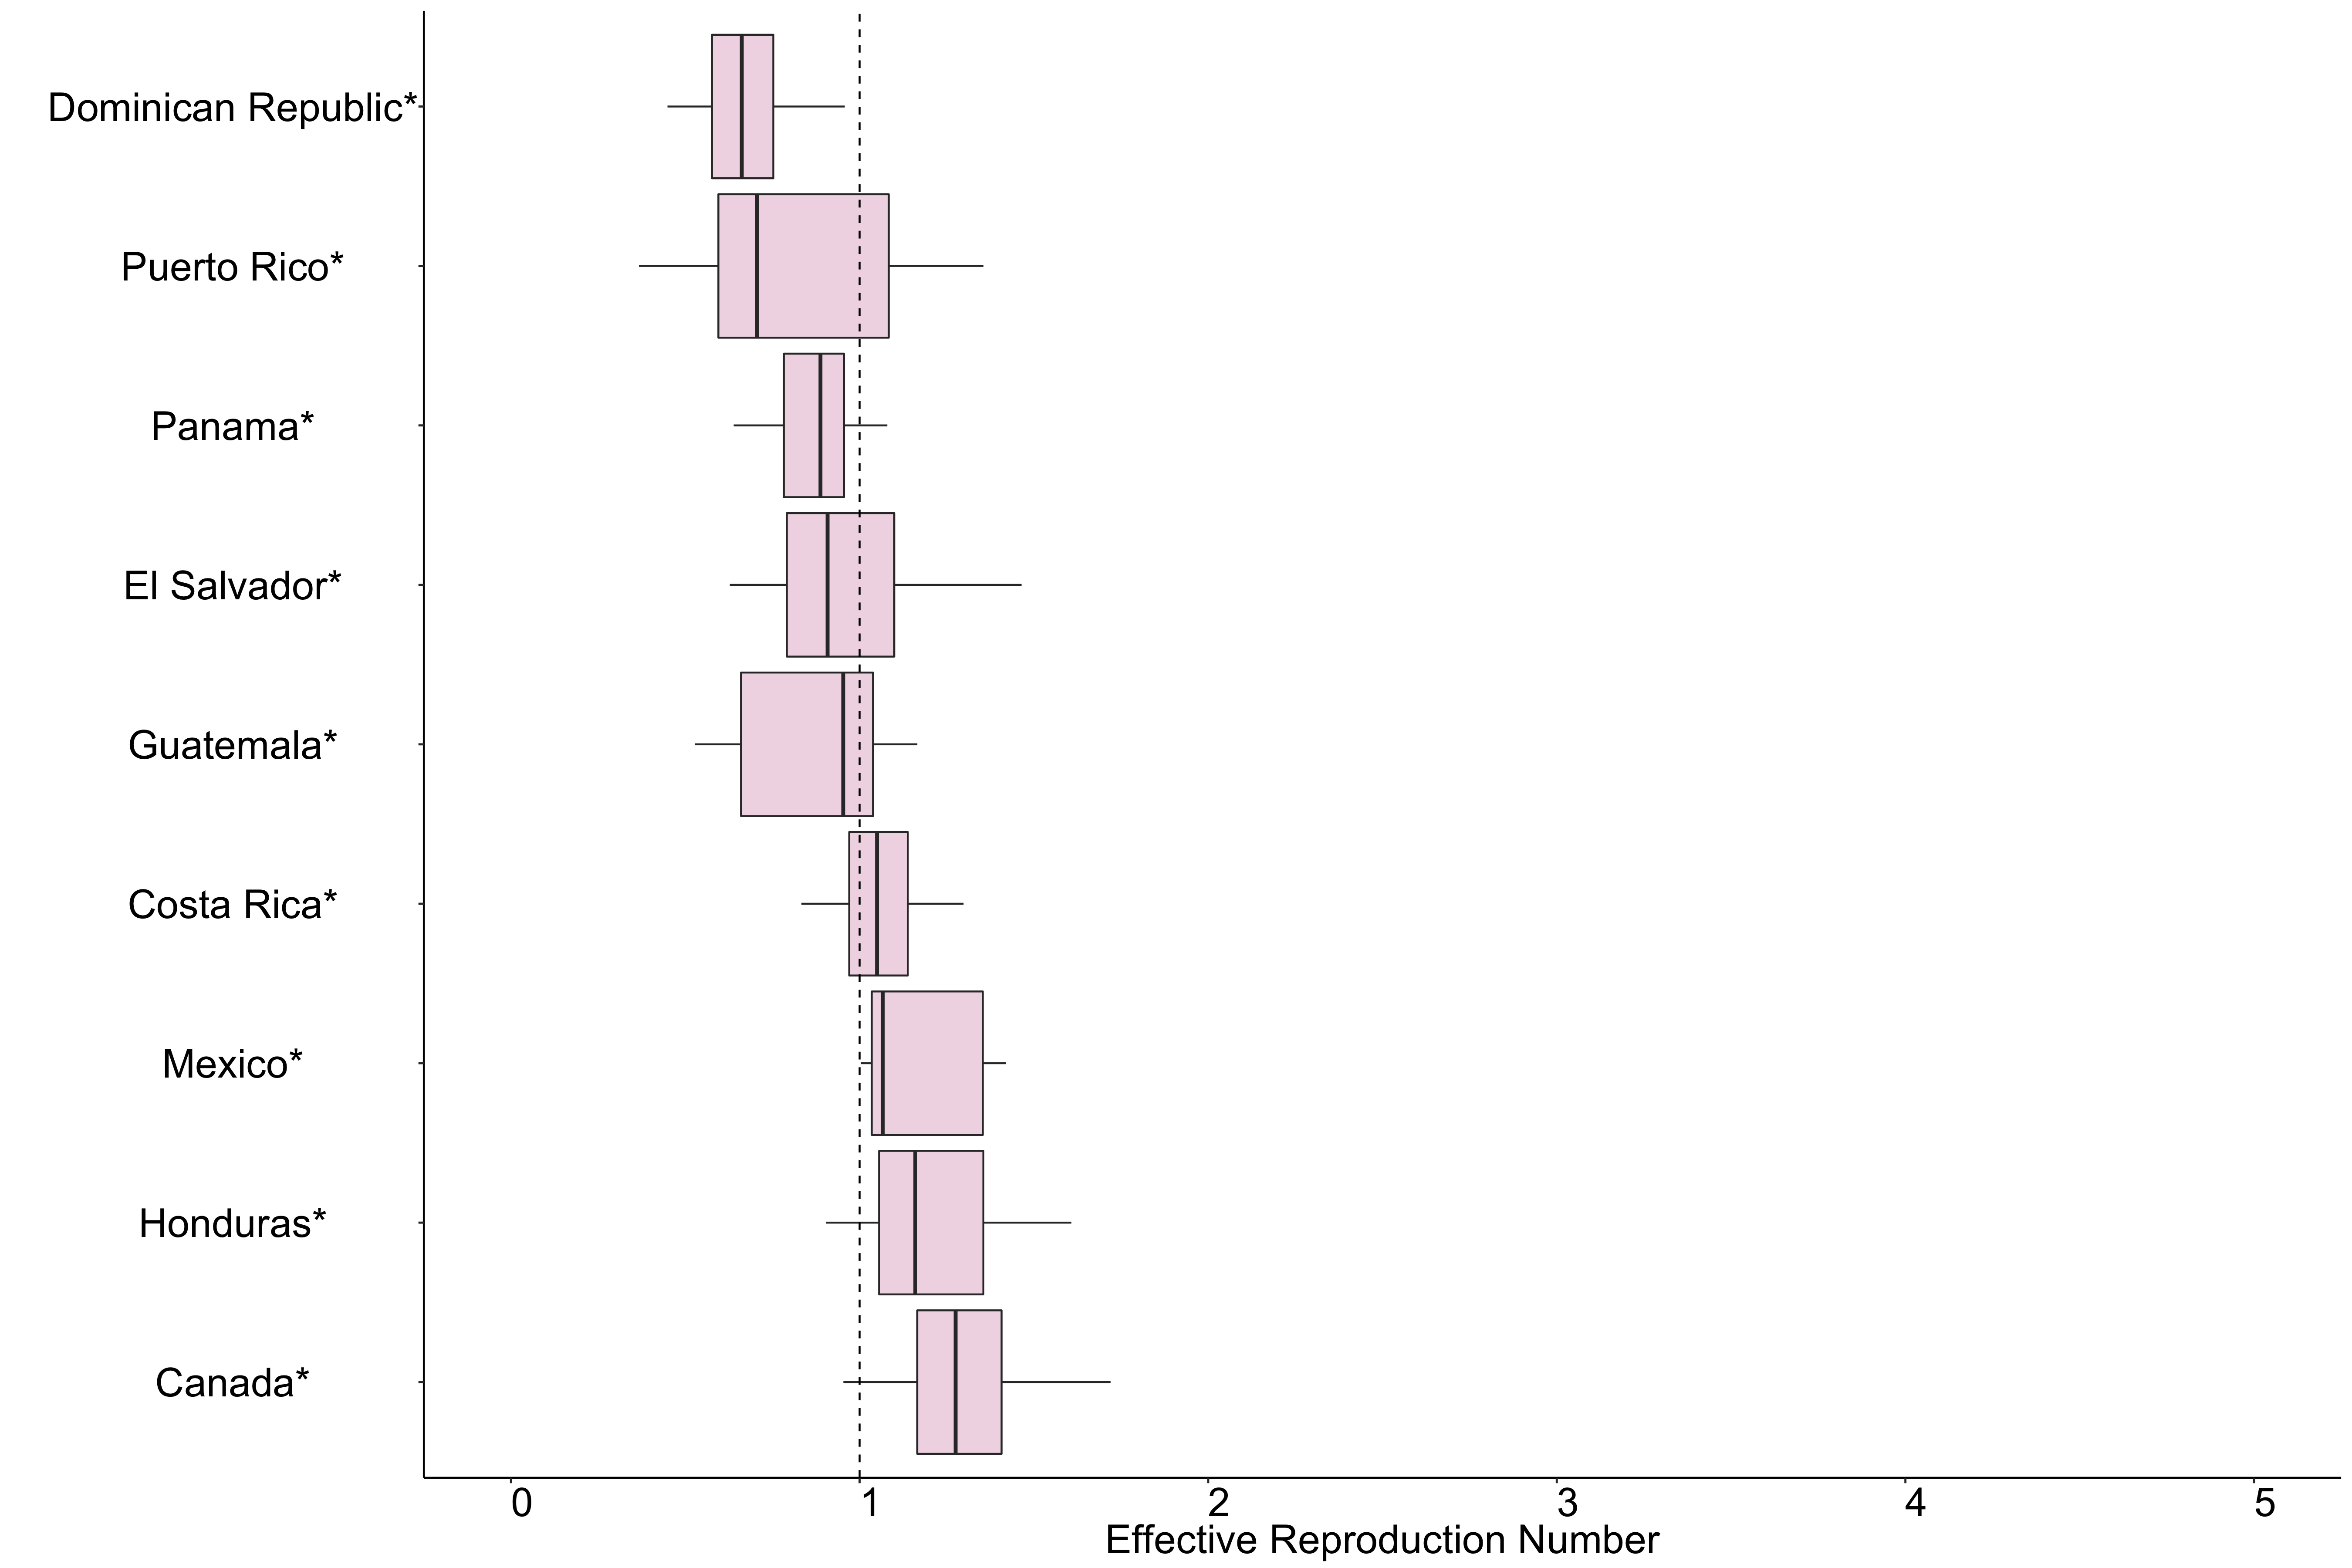 Dominican Republic*
Puerto Rico*
Panama*
El Salvador*
Guatemala*
Costa Rica*
Mexico*
Honduras*
Canada*
0 1 2 3 4 5
Effective Reproduction Number